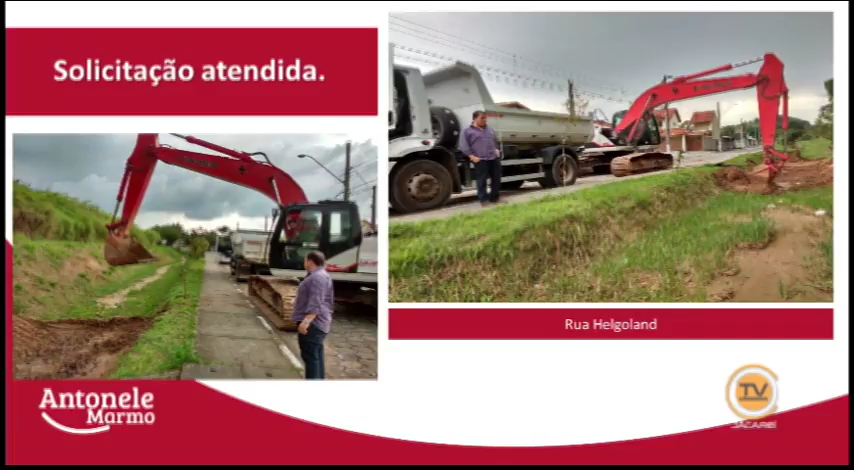 Solicitação atendida.
Rua Helgoland
Antonele
Marmo
TV
JACAREÍ